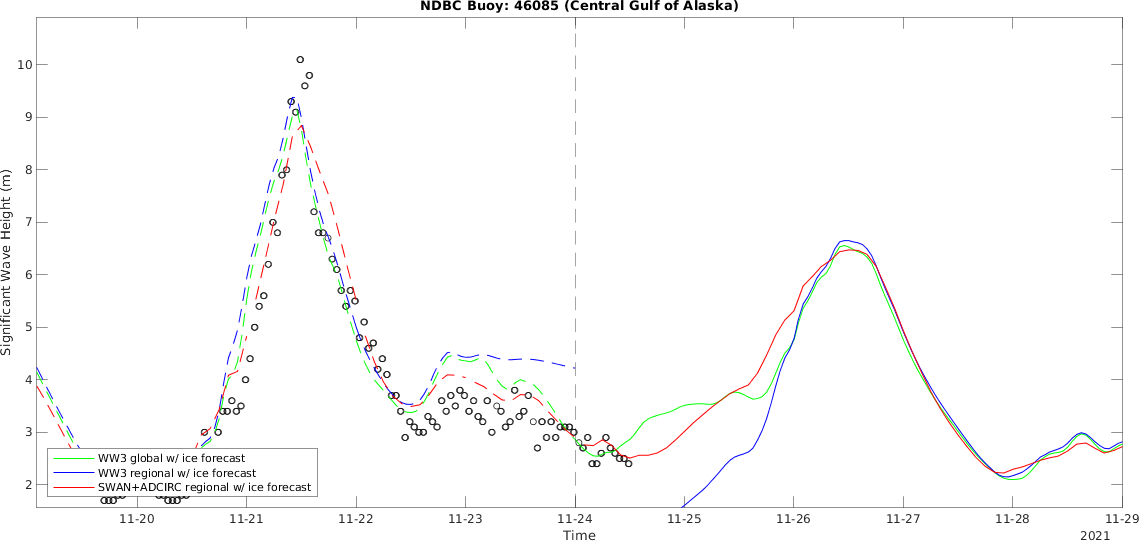 NDBC Buoy: 46085 (Central Gulf of Alaska)
Significant Wave Height (m)
10
9
8
7
6
5
4
3
2
WW3 global w/ ice forecast
WW3 regional w/ ice forecast
SWAN+ADCIRC regional w/ ice forecast
11-20 11-21 11-22 11-23 11-24 11-25 11-26 11-27 11-28 11-29
Time
2021